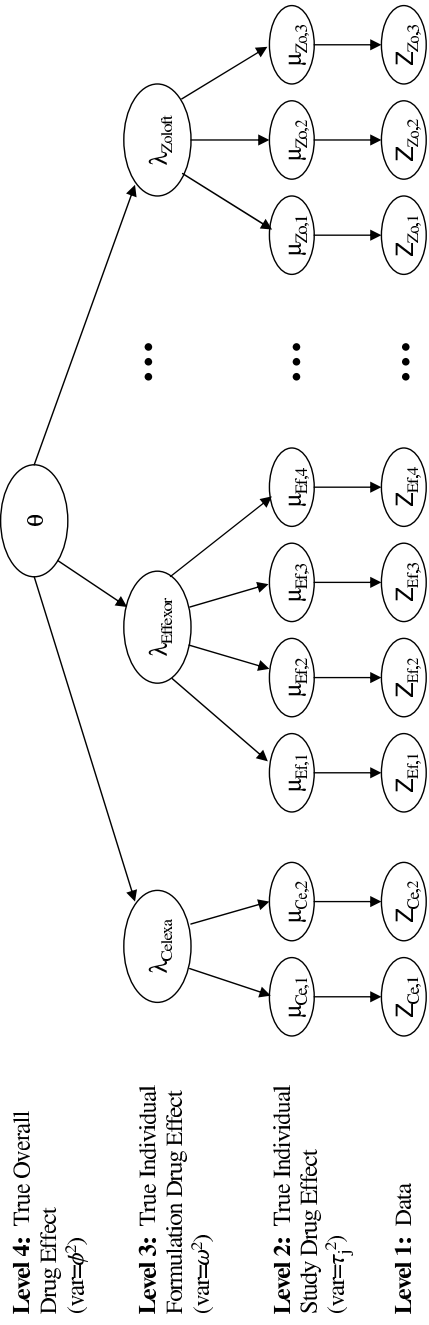 Level 4: True Overall
Drug Effect
(var=ϕ²)
θ
Level 3: True Individual
Formulation Drug Effect
(var=ω²)
λCelexa
λEffexor
•••
λZoloft
Level 2: True Individual
Study Drug Effect
(var=τⱼ²)
μCe,1
μCe,2
μEf,1
μEf,2
μEf,3
μEf,4
•••
μZo,1
μZo,2
μZo,3
Level 1: Data
ZCe,1
ZCe,2
ZEf,1
ZEf,2
ZEf,3
ZEf,4
•••
ZZo,1
ZZo,2
ZZo,3